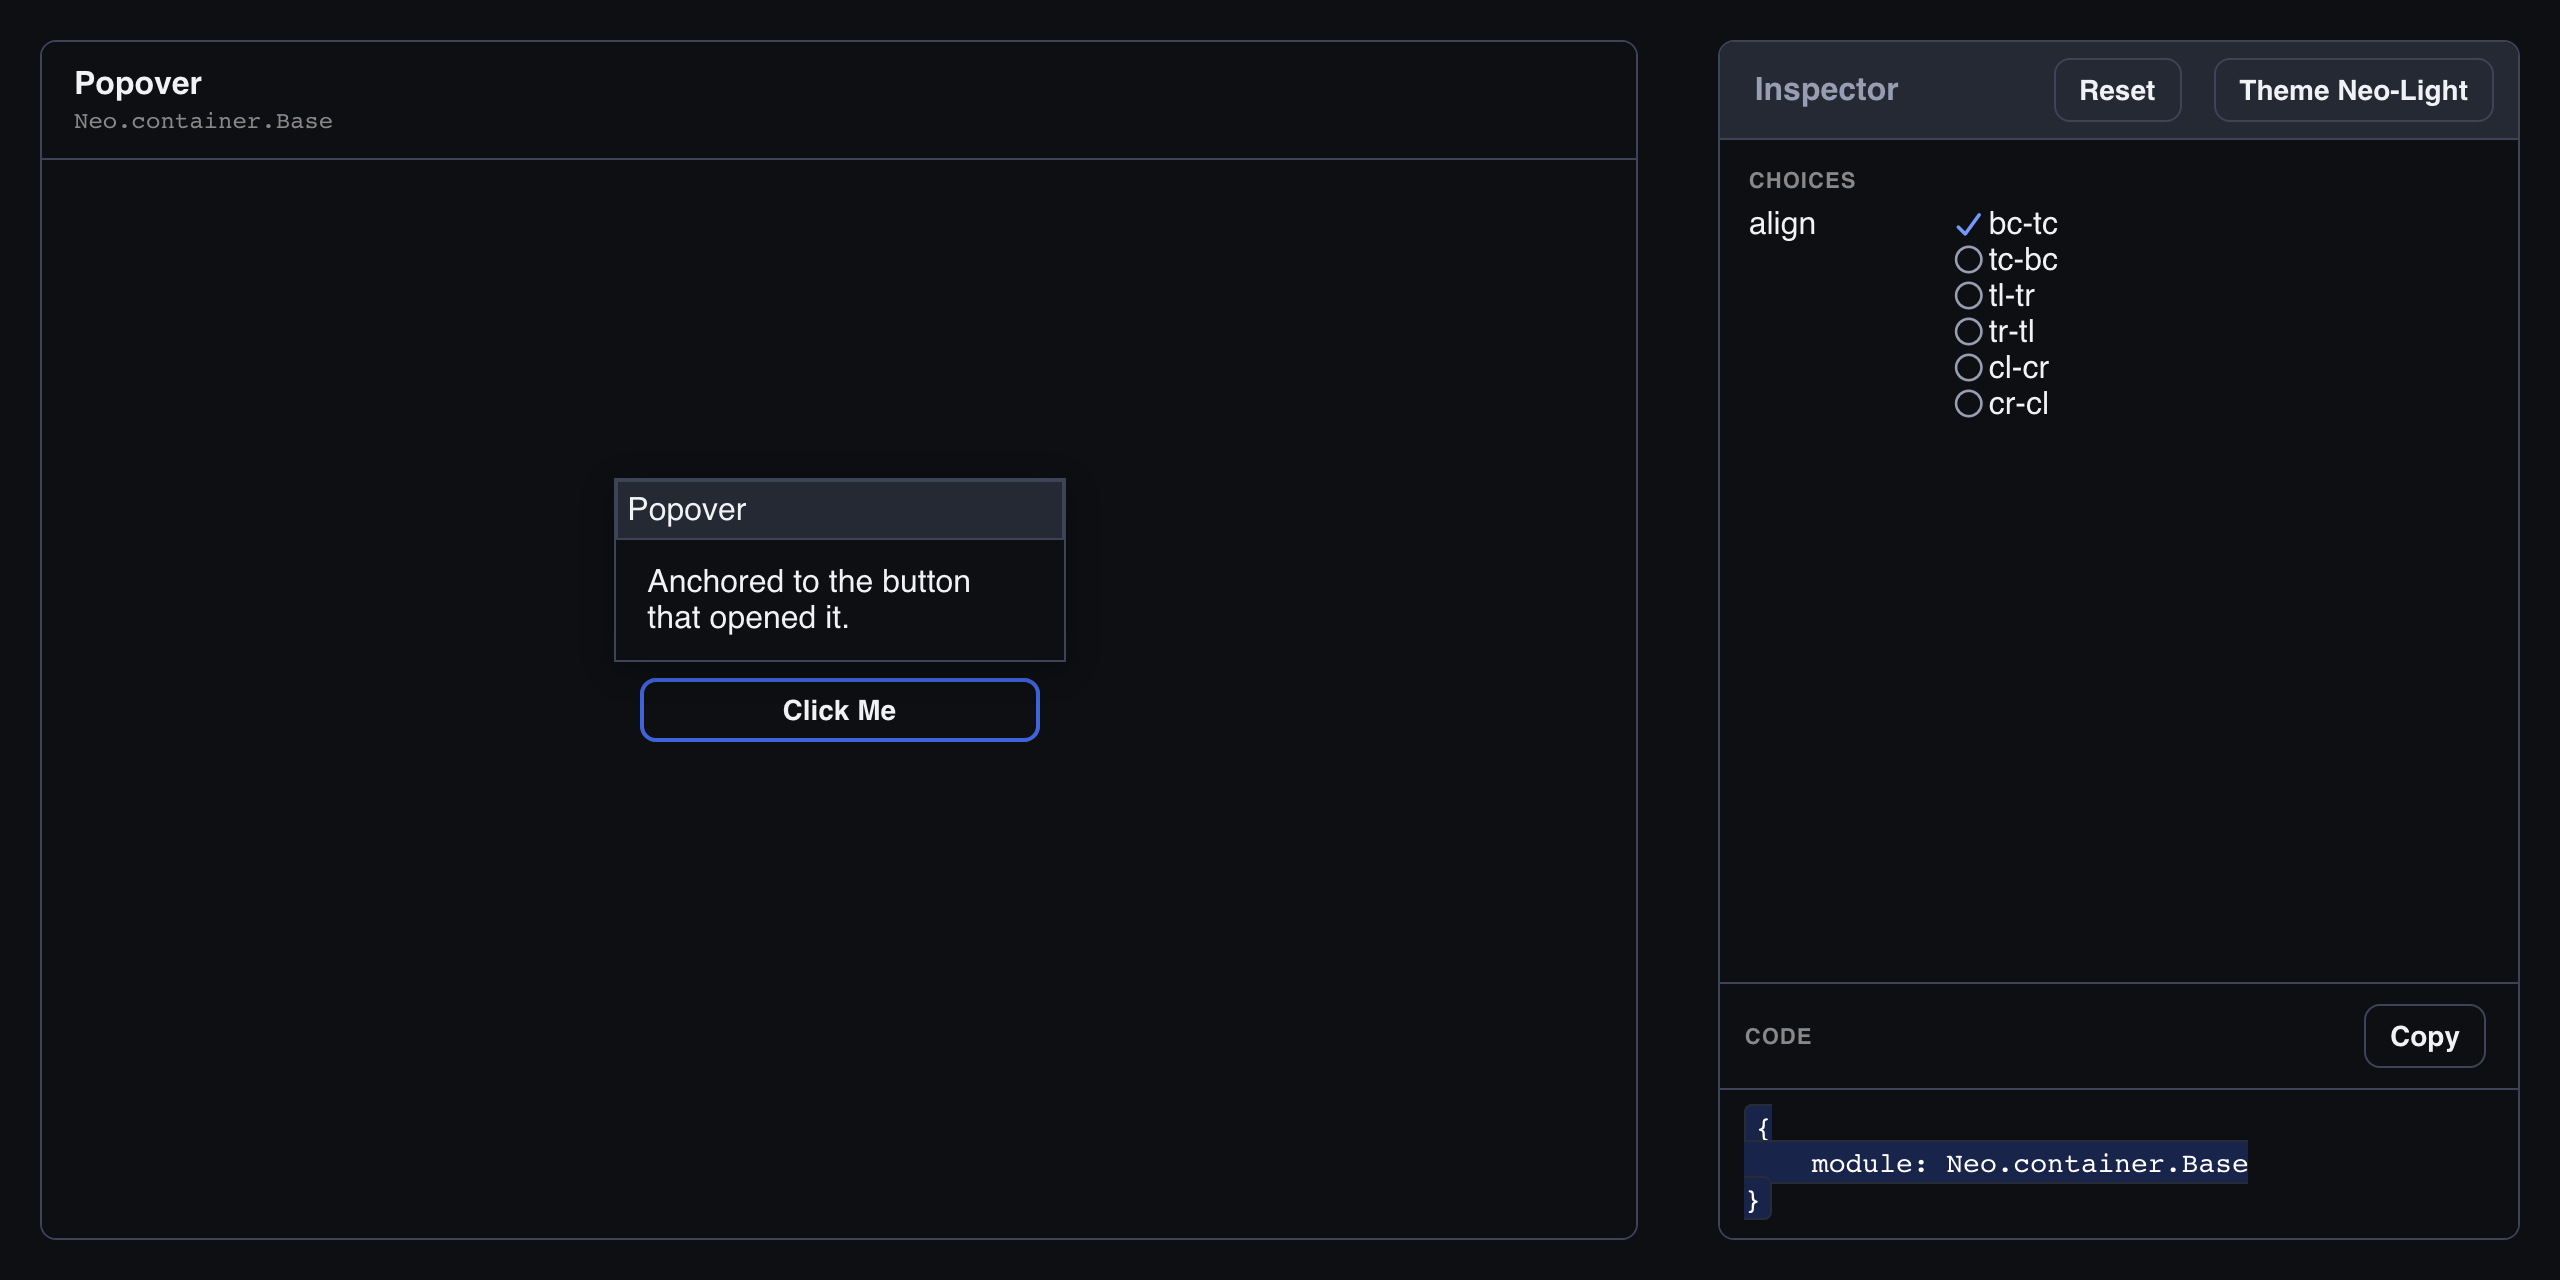 Popover
Neo.container.Base
Popover
Anchored to the button
that opened it.
Click Me
Inspector
Reset
Theme Neo-Light
CHOICES
align
bc-tc
tc-bc
tl-tr
tr-tl
cl-cr
cr-cl
CODE
Copy
{
    module: Neo.container.Base
}